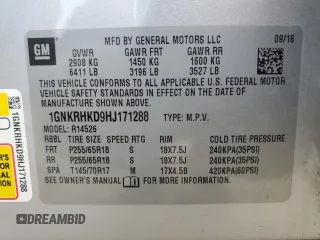 GM
MFD BY GENERAL MOTORS LLC 09/16
GVWR GAWR FRT GAWR RR
2908 KG 1450 KG 1600 KG
6411 LB 3196 LB 3527 LB
THIS VEHICLE CONFORMS TO ALL APPLICABLE U.S. FEDERAL MOTOR
VEHICLE SAFETY STANDARDS IN EFFECT ON THE DATE OF
MANUFACTURE SHOWN ABOVE.
1GNKRHKD9HJ171288 TYPE: M.P.V.
MODEL: R14526
RBBL TIRE SIZE SPEED RTG RIM COLD TIRE PRESSURE
FRT P255/65R18 S 18X7.5J 240KPA(35PSI)
RR P255/65R18 S 18X7.5J 240KPA(35PSI)
SPA T145/70R17 M 17X4.5B 420KPA(60PSI)
SEE OWNER'S MANUAL FOR MORE INFORMATION.
1GNKRHKD9HJ171288
© REBROWSE.AUTO